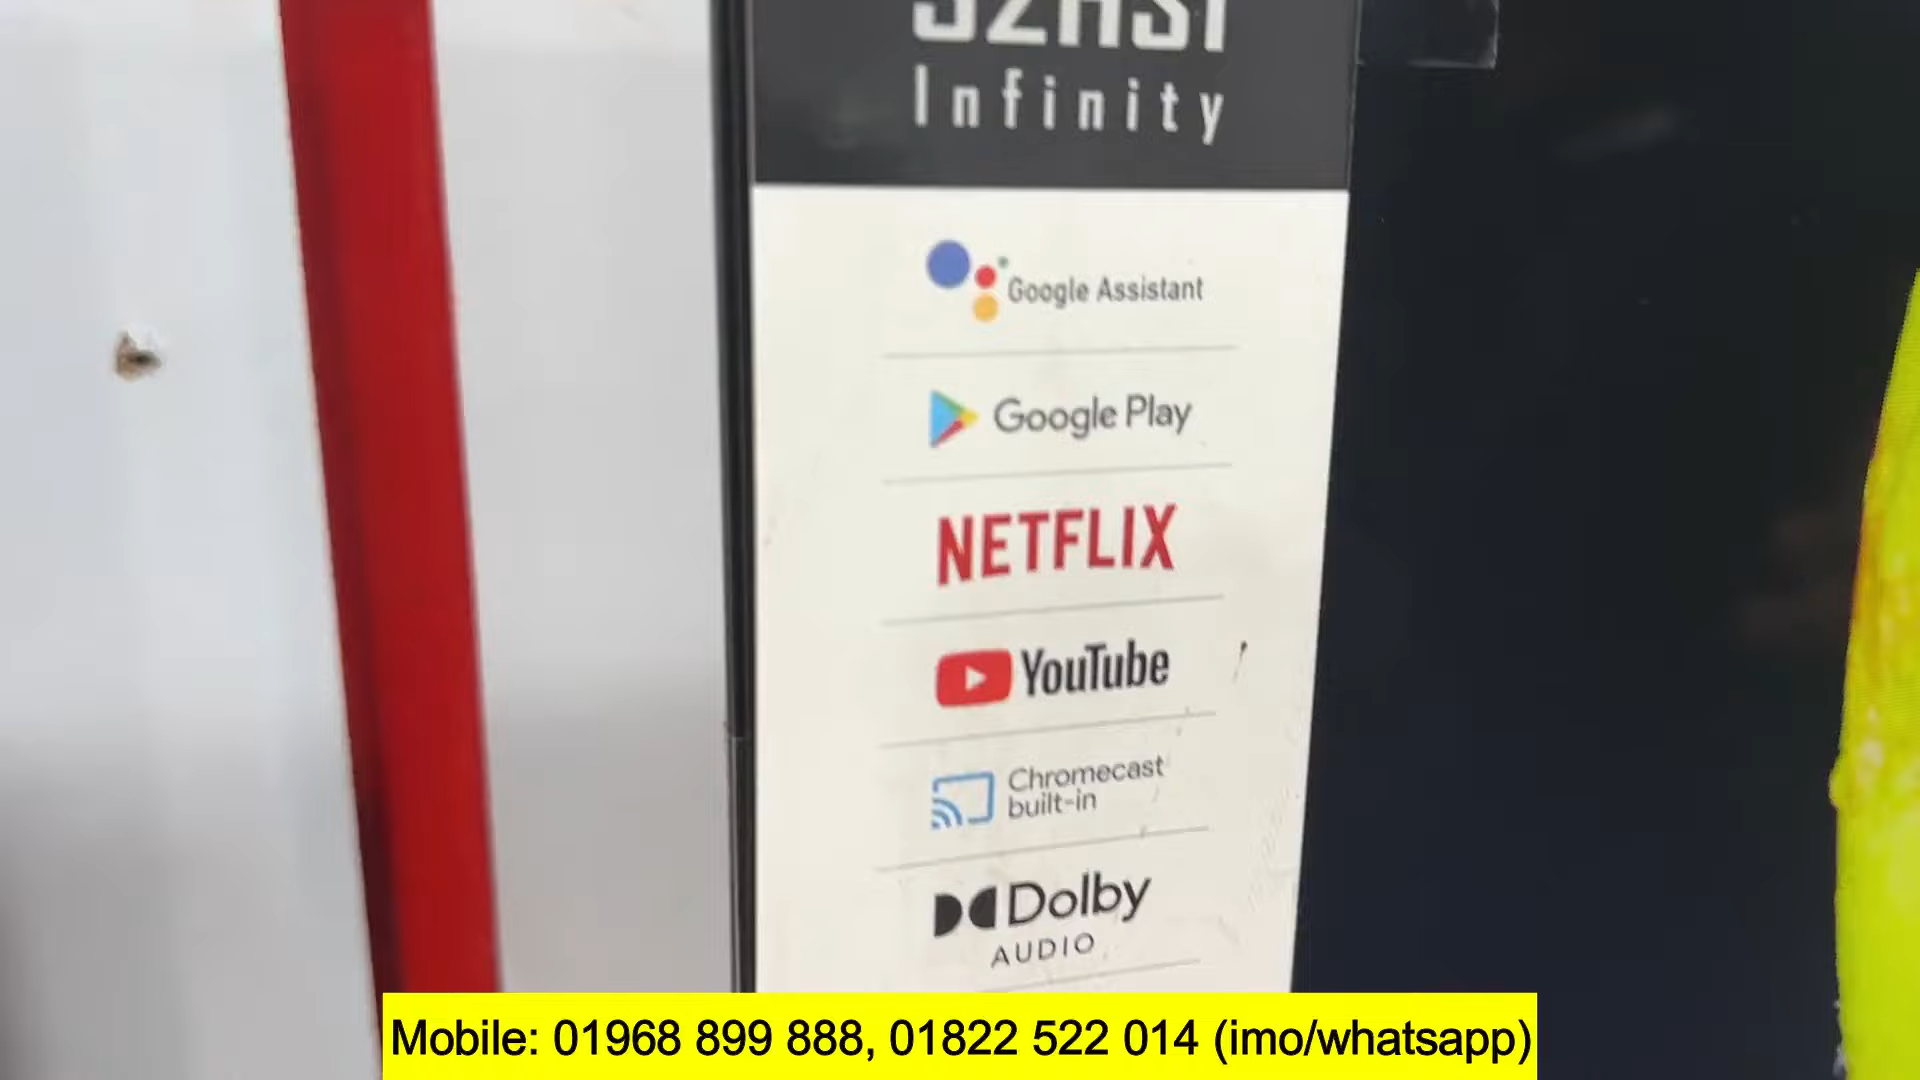 Infinity
Google Assistant
Google Play
NETFLIX
YouTube
Chromecast
built-in
Dolby
AUDIO
Mobile: 01968 899 888, 01822 522 014 (imo/whatsapp)